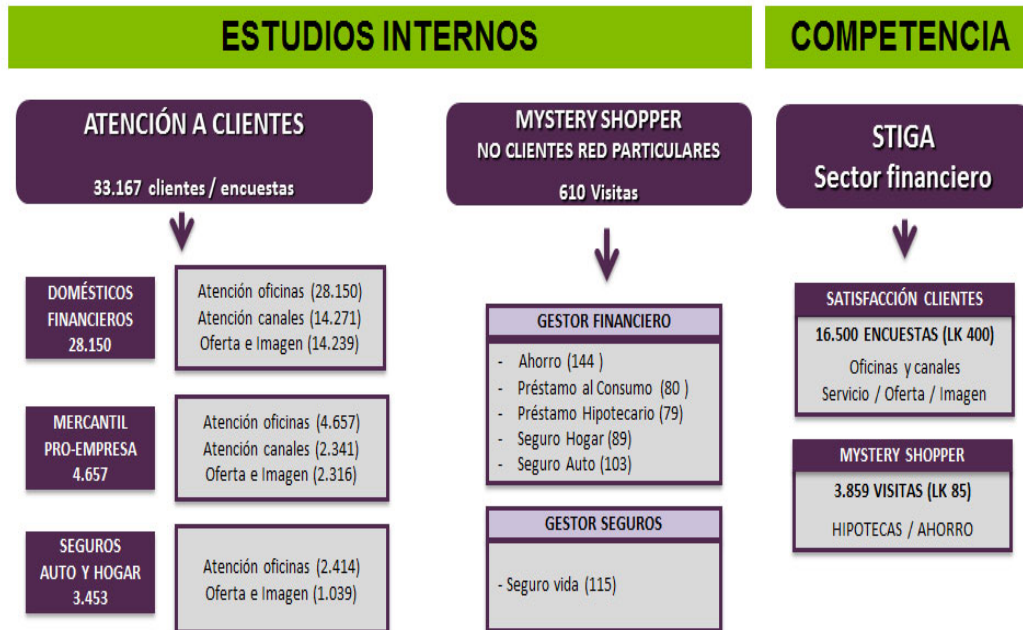 ESTUDIOS INTERNOS
ATENCIÓN A CLIENTES
33.167 clientes / encuestas
DOMÉSTICOS
FINANCIEROS
28.150
Atención oficinas (28.150)
Atención canales (14.271)
Oferta e Imagen (14.239)
MERCANTIL
PRO-EMPRESA
4.657
Atención oficinas (4.657)
Atención canales (2.341)
Oferta e Imagen (2.316)
SEGUROS
AUTO Y HOGAR
3.453
Atención oficinas (2.414)
Oferta e Imagen (1.039)
MYSTERY SHOPPER
NO CLIENTES RED PARTICULARES
610 Visitas
GESTOR FINANCIERO
- Ahorro (144 )
- Préstamo al Consumo (80 )
- Préstamo Hipotecario (79)
- Seguro Hogar (89)
- Seguro Auto (103)
GESTOR SEGUROS
- Seguro vida (115)
COMPETENCIA
STIGA
Sector financiero
SATISFACCIÓN CLIENTES
16.500 ENCUESTAS (LK 400)
Oficinas y canales
Servicio / Oferta / Imagen
MYSTERY SHOPPER
3.859 VISITAS (LK 85)
HIPOTECAS / AHORRO